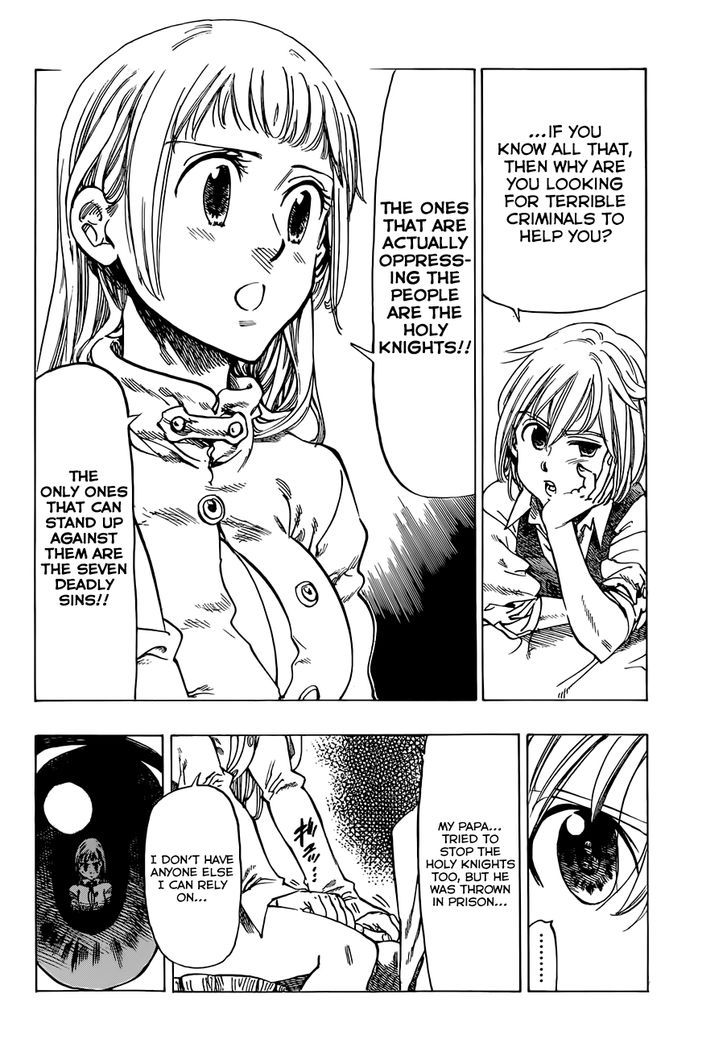 ...IF YOU
KNOW ALL THAT,
THEN WHY ARE
YOU LOOKING
FOR TERRIBLE
CRIMINALS TO
HELP YOU?
THE ONES
THAT ARE
ACTUALLY
OPPRESS-
ING THE
PEOPLE
ARE THE
HOLY
KNIGHTS!!
THE
ONLY ONES
THAT CAN
STAND UP
AGAINST
THEM ARE
THE SEVEN
DEADLY
SINS!!
........
MY PAPA...
TRIED TO
STOP THE
HOLY KNIGHTS
TOO, BUT HE
WAS THROWN
IN PRISON...
ギュ...
I DON'T HAVE
ANYONE ELSE
I CAN RELY
ON...